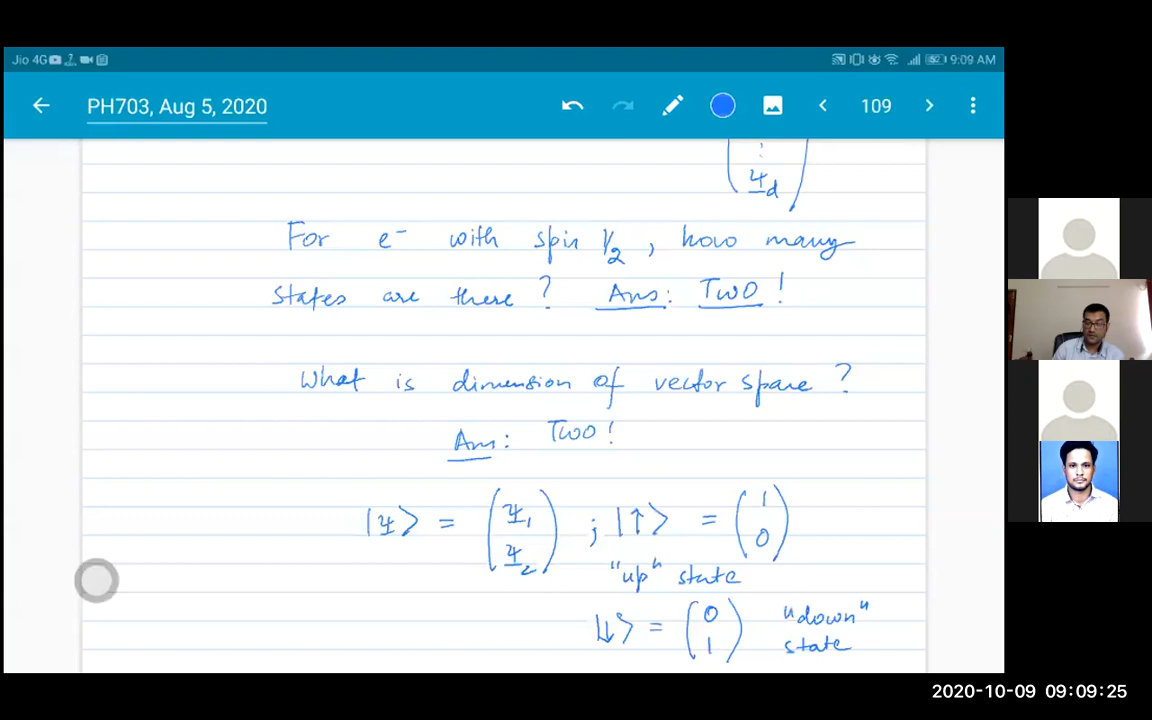 Jio 4G 9:09 AM
PH703, Aug 5, 2020 109
⋮
Ψd
For e⁻ with spin 1/2, how many
states are there? Ans: Two!
What is dimension of vector space?
Ans: Two!
|Ψ> = (Ψ₁ ; |↑> = (1
Ψ₂) 0)
"up" state
|↓> = (0 "down"
1) state
2020-10-09 09:09:25